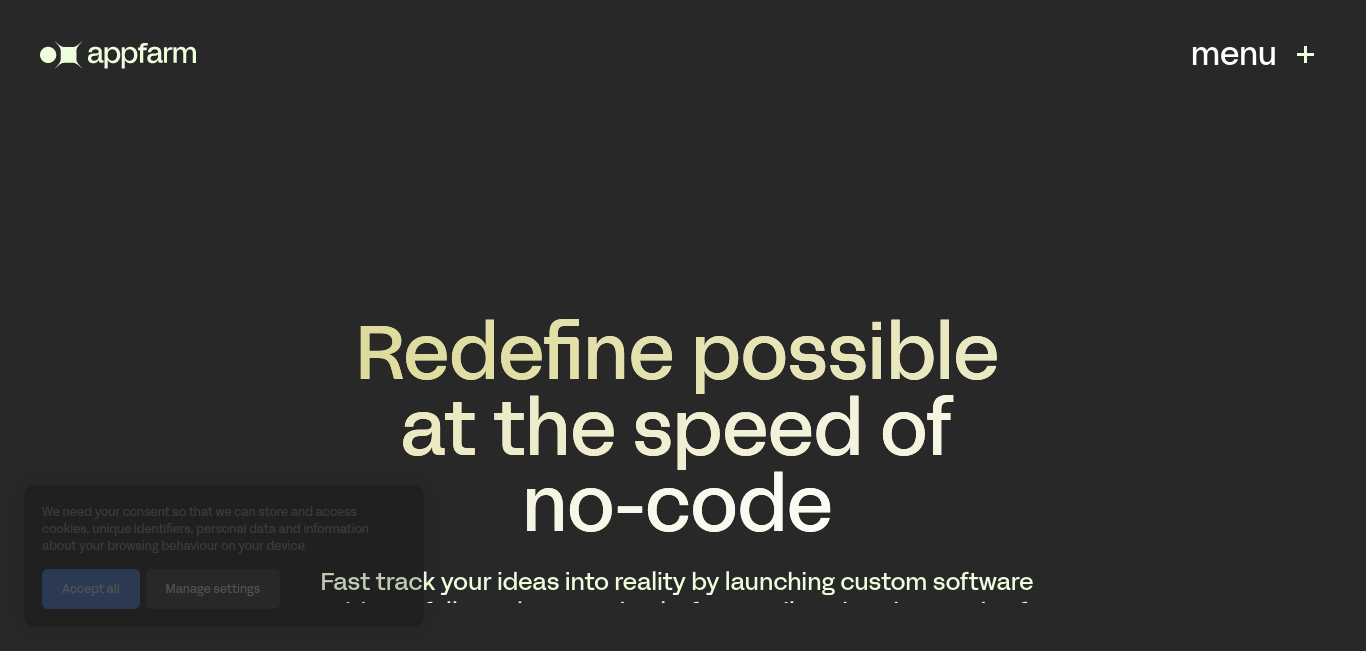 appfarm
menu +
Redefine possible
at the speed of
no-code
We need your consent so that we can store and access
cookies, unique identifiers, personal data and information
about your browsing behaviour on your device.
Accept all
Manage settings
Fast track your ideas into reality by launching custom software